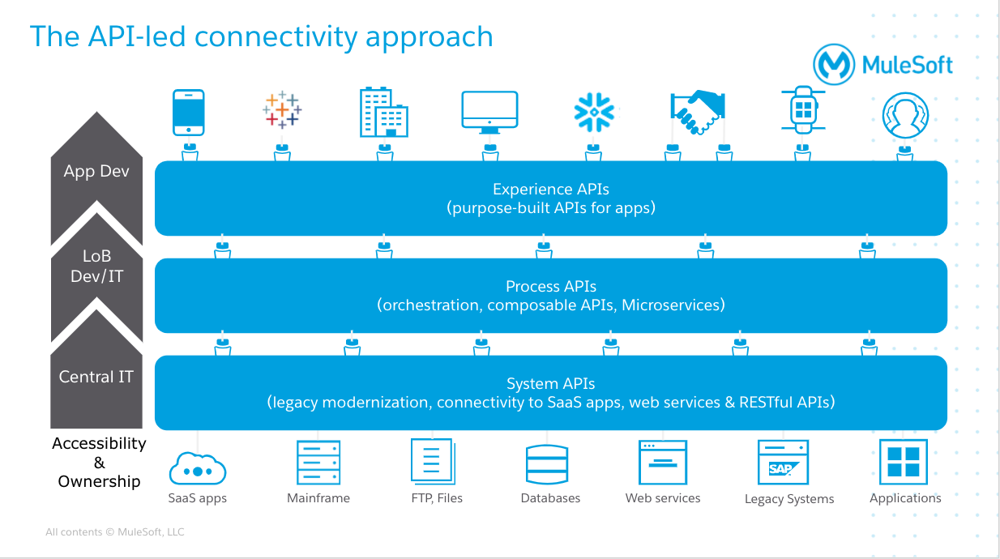 The API-led connectivity approach
MuleSoft
App Dev
Experience APIs
(purpose-built APIs for apps)
LoB
Dev/IT
Process APIs
(orchestration, composable APIs, Microservices)
Central IT
System APIs
(legacy modernization, connectivity to SaaS apps, web services & RESTful APIs)
Accessibility
&
Ownership
SAP
SaaS apps
Mainframe
FTP, Files
Databases
Web services
Legacy Systems
Applications
All contents © MuleSoft, LLC